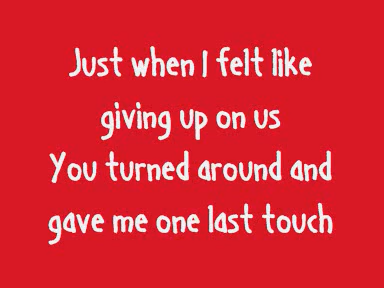 Just when I felt like
giving up on us
You turned around and
gave me one last touch